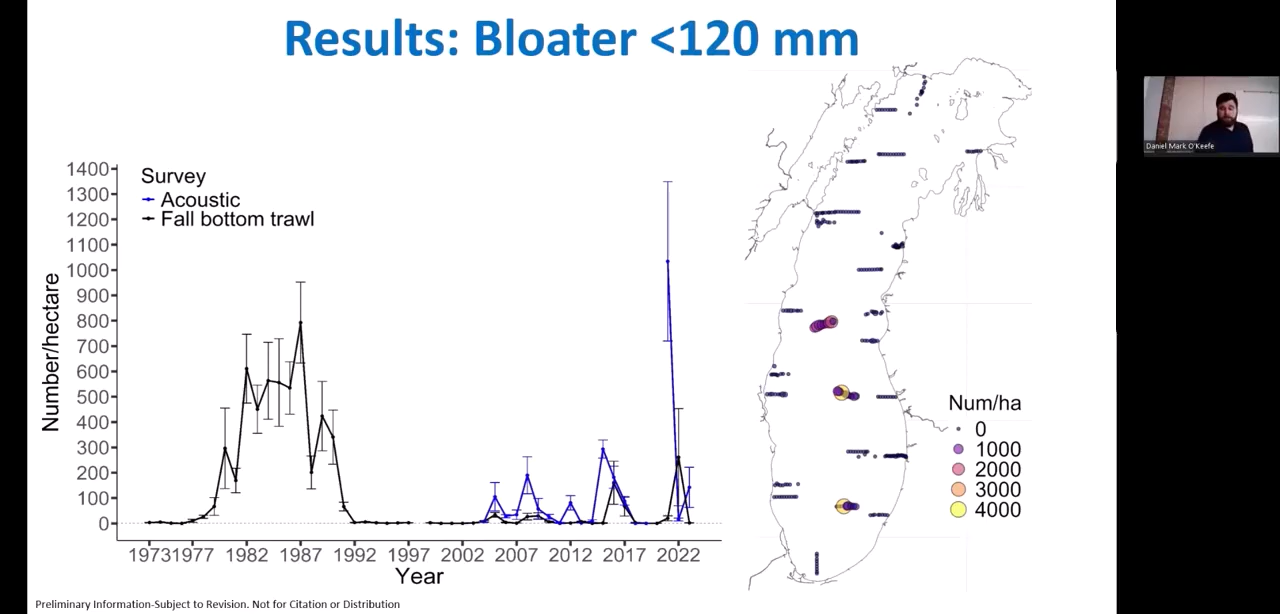 Results: Bloater <120 mm
Survey
Acoustic
Fall bottom trawl
Number/hectare
1400
1300
1200
1100
1000
900
800
700
600
500
400
300
200
100
0
1973 1977 1982 1987 1992 1997 2002 2007 2012 2017 2022
Year
Num/ha
0
1000
2000
3000
4000
Preliminary Information-Subject to Revision. Not for Citation or Distribution
Daniel Mark O'Keefe